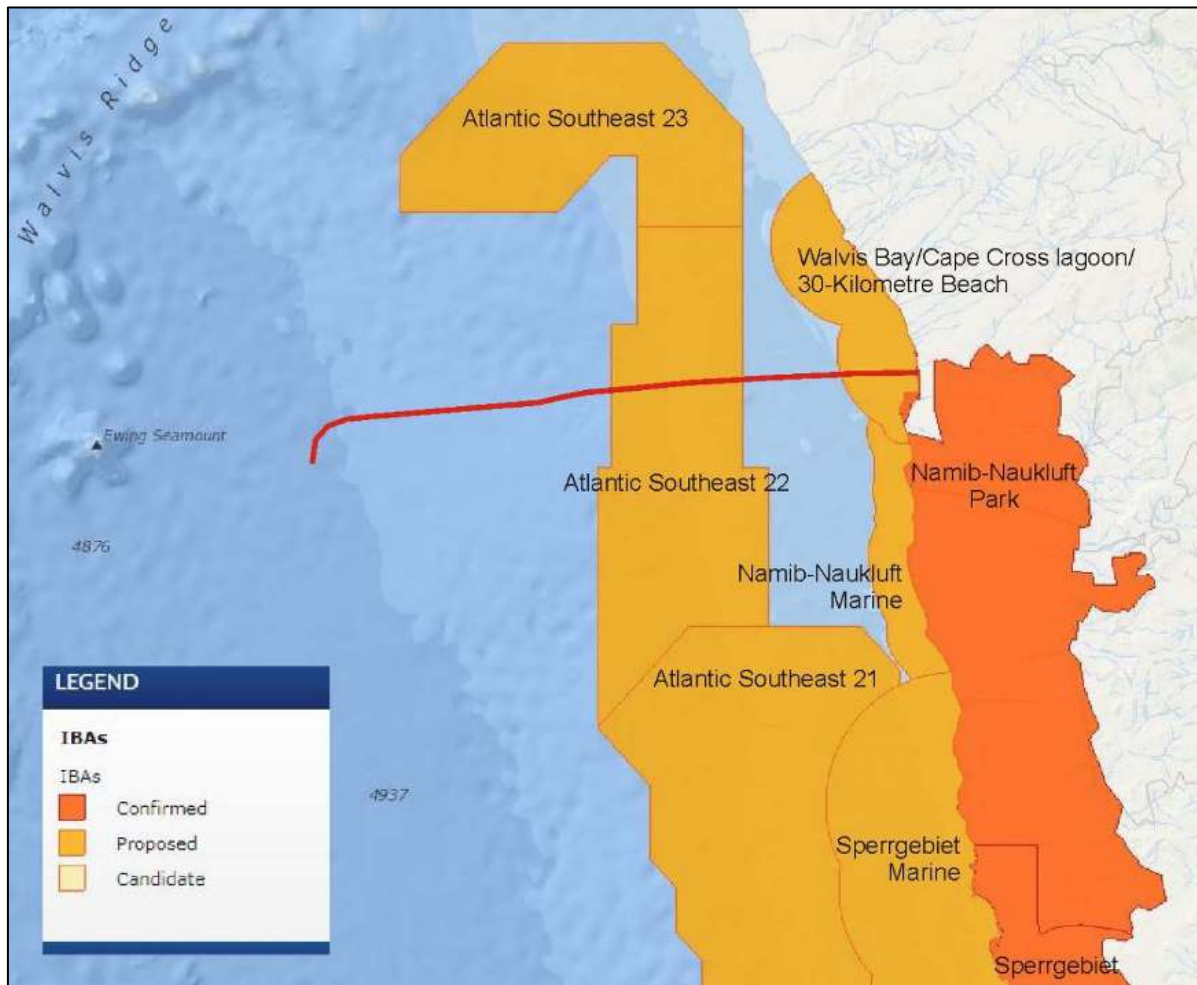 Walvis Ridge
Atlantic Southeast 23
Walvis Bay/Cape Cross lagoon/
30-Kilometre Beach
Ewing Seamount
Atlantic Southeast 22
Namib-Naukluft
Park
4876
Namib-Naukluft
Marine
Atlantic Southeast 21
LEGEND
IBAs
IBAs
Confirmed
Proposed
Candidate
4937
Sperrgebiet
Marine
Sperrgebiet